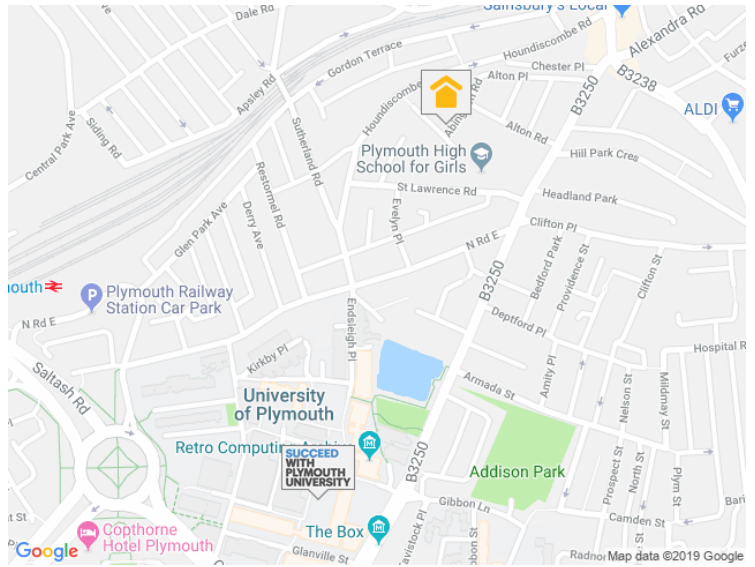 Sainsbury's Local
Dale Rd
Houndiscombe Rd
Alexandra Rd
Gordon Terrace
Chester Pl
Apsley Rd
Alton Pl
B3250
B3238
Central Park Ave
Siding Rd
Houndiscombe
Abingdon Rd
ALDI
Sutherland Rd
Alton Rd
Plymouth High
School for Girls
Hill Park Cres
Restormel Rd
St Lawrence Rd
Headland Park
Glen Park Ave
Derry Ave
Evelyn Pl
Clifton Pl
N Rd E
Bedford Park
Providence St
Clifton St
B3250
mouth
Plymouth Railway
Station Car Park
P
N Rd E
Endsleigh Pl
Deptford Pl
Kirkby Pl
Hospital R
Saltash Rd
Armada St
Amity Pl
Nelson St
Mildmay St
University
of Plymouth
Retro Computing Archive
B3250
SUCCEED
WITH
PLYMOUTH
UNIVERSITY
Addison Park
Prospect St
North St
Plym St
Gibbon Ln
Camden St
Copthorne
Hotel Plymouth
The Box
Tavistock Pl
Glanville St
Google
Map data ©2019 Google